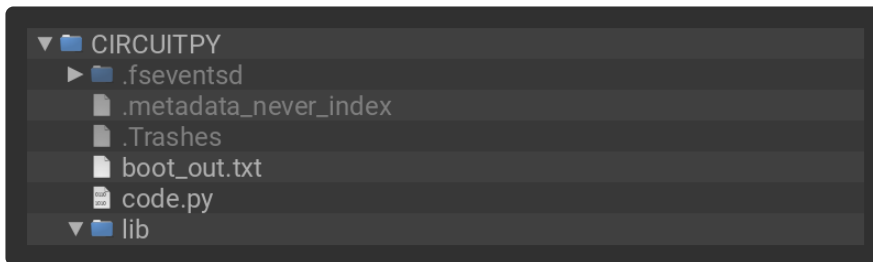 CIRCUITPY
.fseventsd
.metadata_never_index
.Trashes
boot_out.txt
code.py
lib